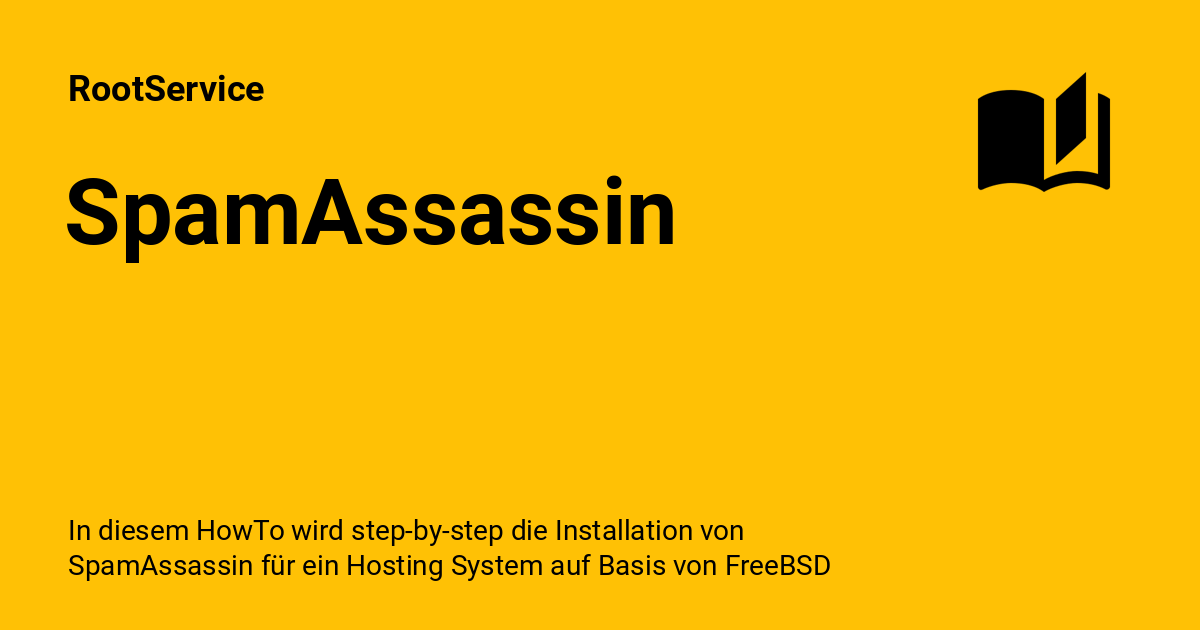 RootService
SpamAssassin
In diesem HowTo wird step-by-step die Installation von
SpamAssassin für ein Hosting System auf Basis von FreeBSD